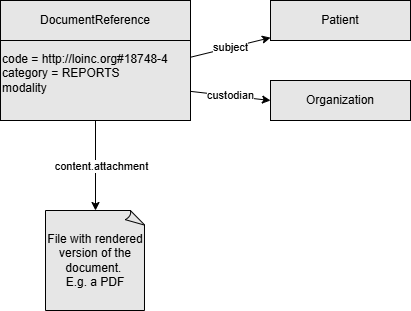 DocumentReference
code = http://loinc.org#18748-4
category = REPORTS
modality
subject
Patient
custodian
Organization
content.attachment
File with rendered
version of the
document.
E.g. a PDF